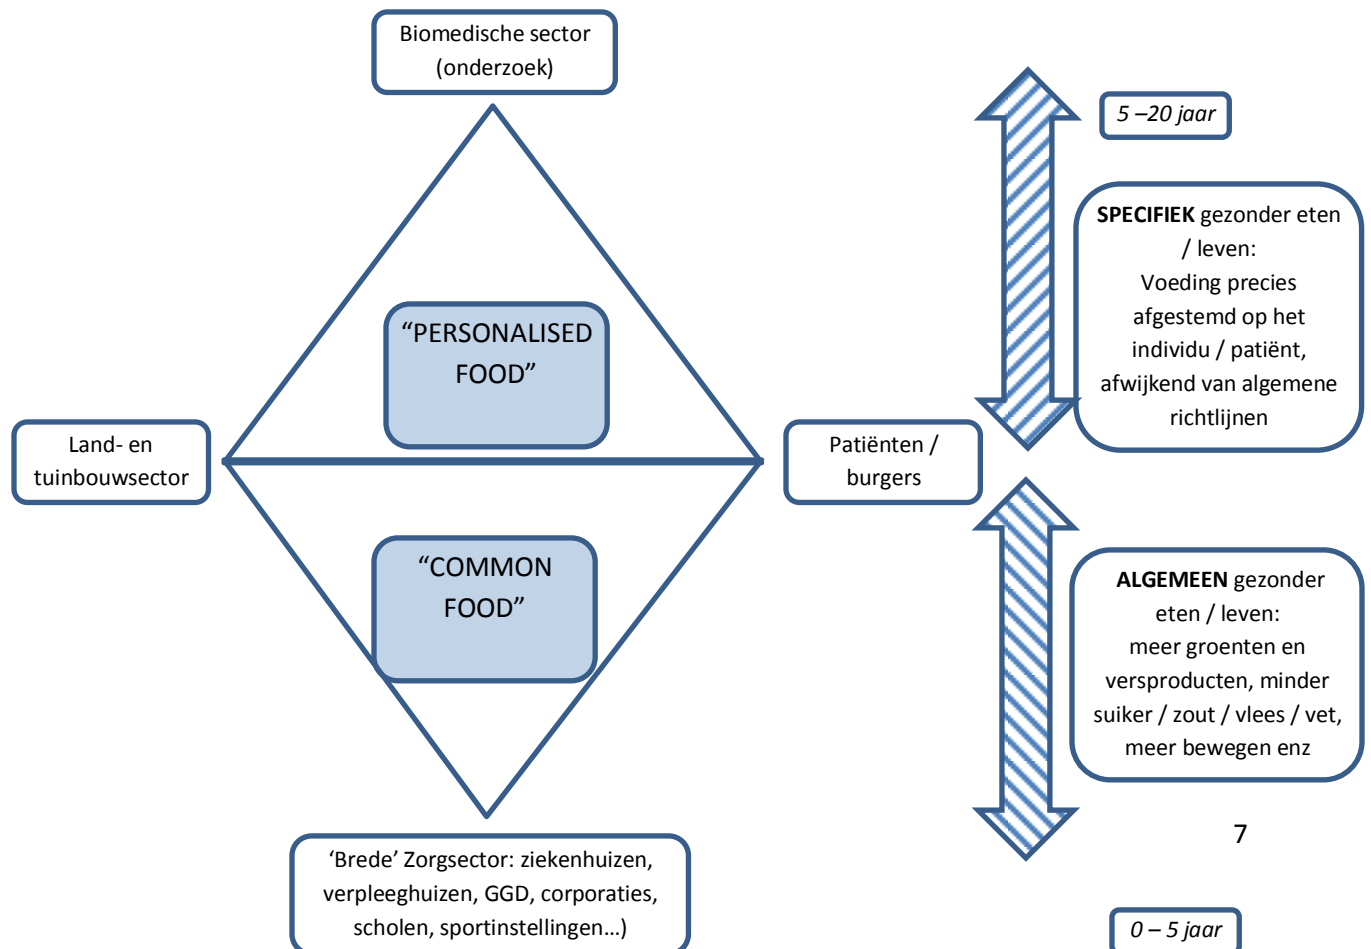 Biomedische sector
(onderzoek)
5 –20 jaar
SPECIFIEK gezonder eten
/ leven:
Voeding precies
afgestemd op het
individu / patiënt,
afwijkend van algemene
richtlijnen
“PERSONALISED
FOOD”
Land- en
tuinbouwsector
Patiënten /
burgers
“COMMON
FOOD”
ALGEMEEN gezonder
eten / leven:
meer groenten en
versproducten, minder
suiker / zout / vlees / vet,
meer bewegen enz
7
‘Brede’ Zorgsector: ziekenhuizen,
verpleeghuizen, GGD, corporaties,
scholen, sportinstellingen…)
0 – 5 jaar